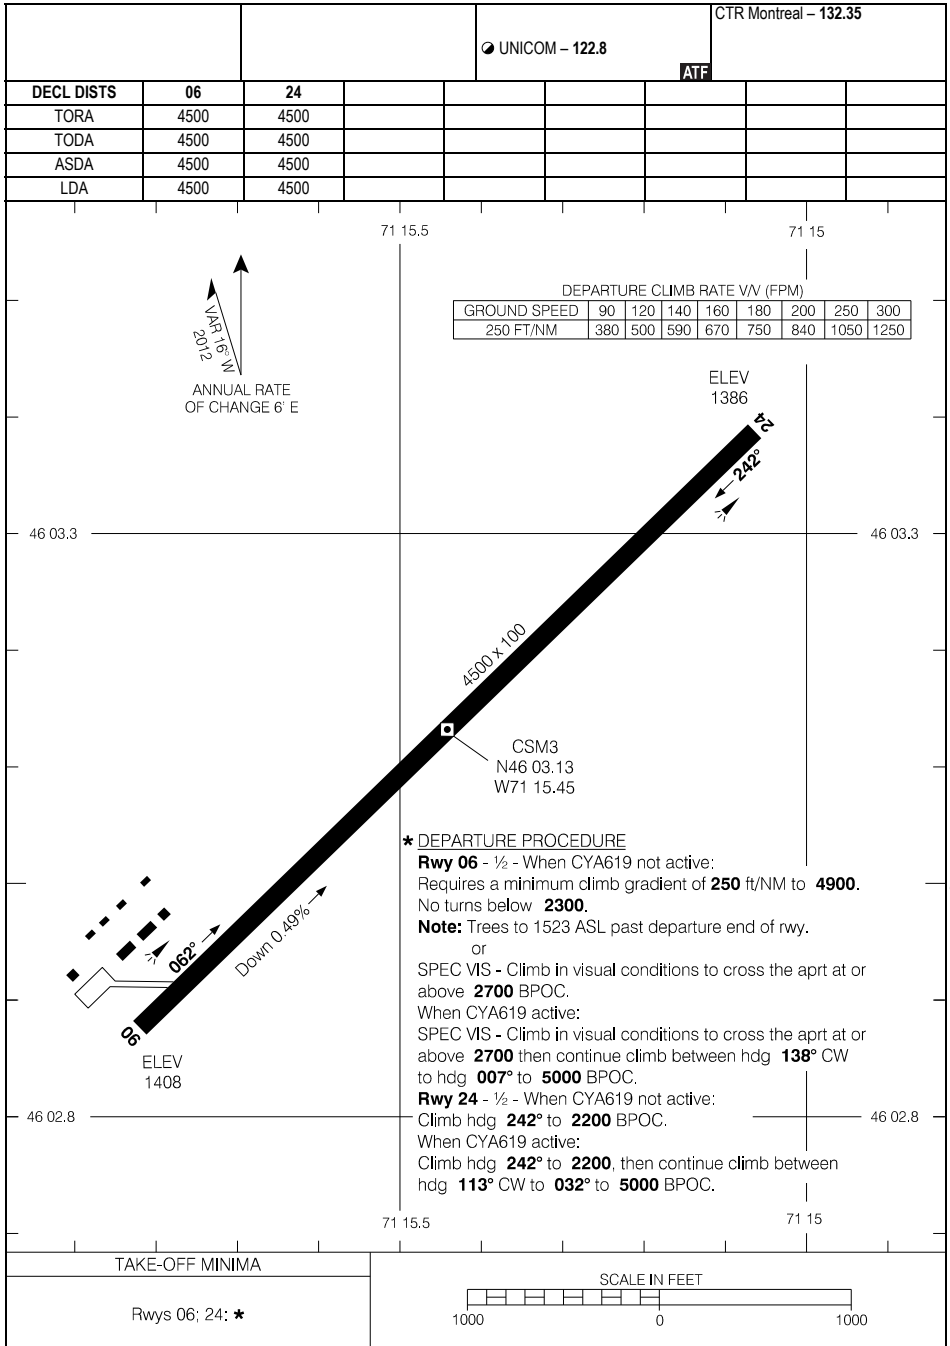 CTR Montreal – 132.35
UNICOM – 122.8
ATF
DECL DISTS 06 24
TORA 4500 4500
TODA 4500 4500
ASDA 4500 4500
LDA 4500 4500
71 15.5 71 15
DEPARTURE CLIMB RATE V/V (FPM)
GROUND SPEED 90 120 140 160 180 200 250 300
250 FT/NM 380 500 590 670 750 840 1050 1250
VAR 16° W
2012
ANNUAL RATE
OF CHANGE 6' E
ELEV
1386
24
242°
46 03.3 46 03.3
4500 x 100
CSM3
N46 03.13
W71 15.45
* DEPARTURE PROCEDURE
Rwy 06 - ½ - When CYA619 not active:
Requires a minimum climb gradient of 250 ft/NM to 4900.
No turns below 2300.
Note: Trees to 1523 ASL past departure end of rwy.
or
SPEC VIS - Climb in visual conditions to cross the aprt at or
above 2700 BPOC.
When CYA619 active:
SPEC VIS - Climb in visual conditions to cross the aprt at or
above 2700 then continue climb between hdg 138° CW
to hdg 007° to 5000 BPOC.
Rwy 24 - ½ - When CYA619 not active:
Climb hdg 242° to 2200 BPOC.
When CYA619 active:
Climb hdg 242° to 2200, then continue climb between
hdg 113° CW to 032° to 5000 BPOC.
Down 0.49%
062°
06
ELEV
1408
46 02.8 46 02.8
71 15.5 71 15
TAKE-OFF MINIMA
Rwys 06; 24: *
SCALE IN FEET
1000 0 1000